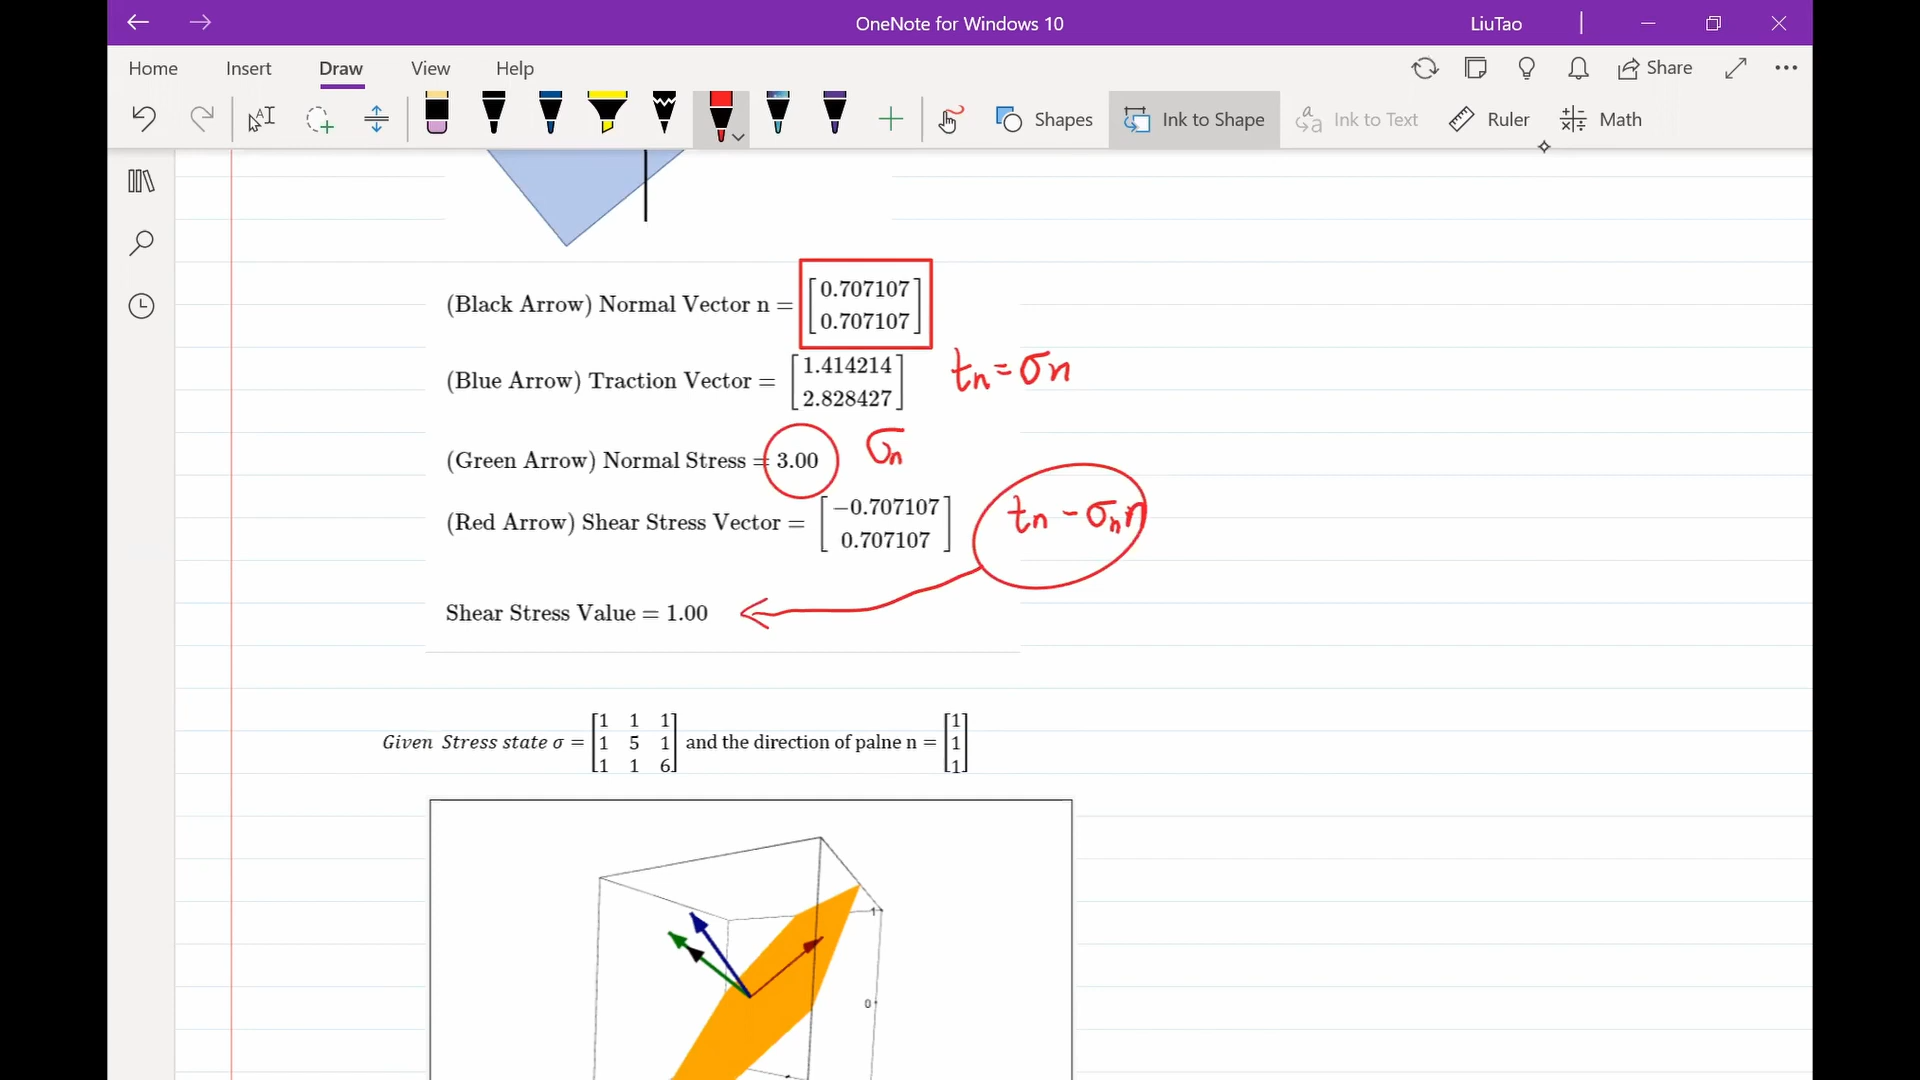 OneNote for Windows 10
LiuTao
Home Insert Draw View Help
Share
Shapes Ink to Shape Ink to Text Ruler Math
(Black Arrow) Normal Vector n = [0.707107
0.707107]
(Blue Arrow) Traction Vector = [1.414214
2.828427]
tn = σn
(Green Arrow) Normal Stress = 3.00 σn
(Red Arrow) Shear Stress Vector = [−0.707107
0.707107]
tn - σn n
Shear Stress Value = 1.00
Given Stress state σ = [1 1 1
1 5 1
1 1 6] and the direction of palne n = [1
1
1]
1
0